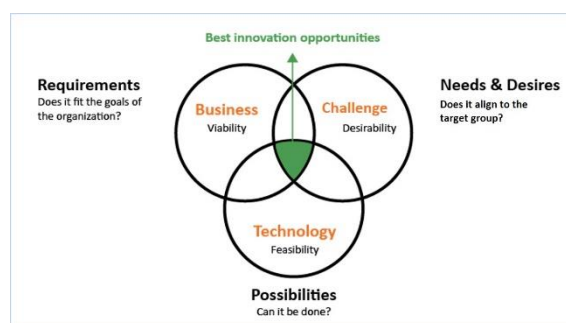 Best innovation opportunities
Requirements
Does it fit the goals of
the organization?
Needs & Desires
Does it align to the
target group?
Business
Viability
Challenge
Desirability
Technology
Feasibility
Possibilities
Can it be done?